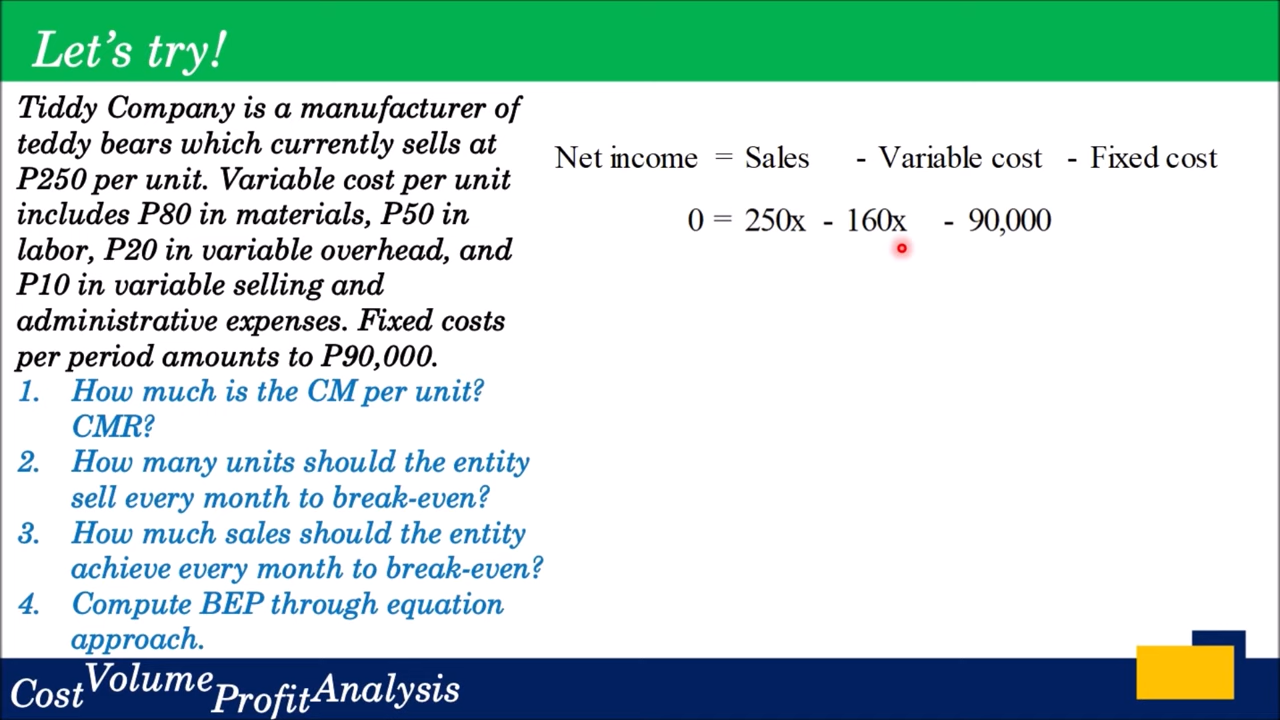 Let's try!
Tiddy Company is a manufacturer of
teddy bears which currently sells at
P250 per unit. Variable cost per unit
includes P80 in materials, P50 in
labor, P20 in variable overhead, and
P10 in variable selling and
administrative expenses. Fixed costs
per period amounts to P90,000.
1. How much is the CM per unit?
CMR?
2. How many units should the entity
sell every month to break-even?
3. How much sales should the entity
achieve every month to break-even?
4. Compute BEP through equation
approach.
Net income = Sales - Variable cost - Fixed cost
0 = 250x - 160x - 90,000
Cost Volume Profit Analysis